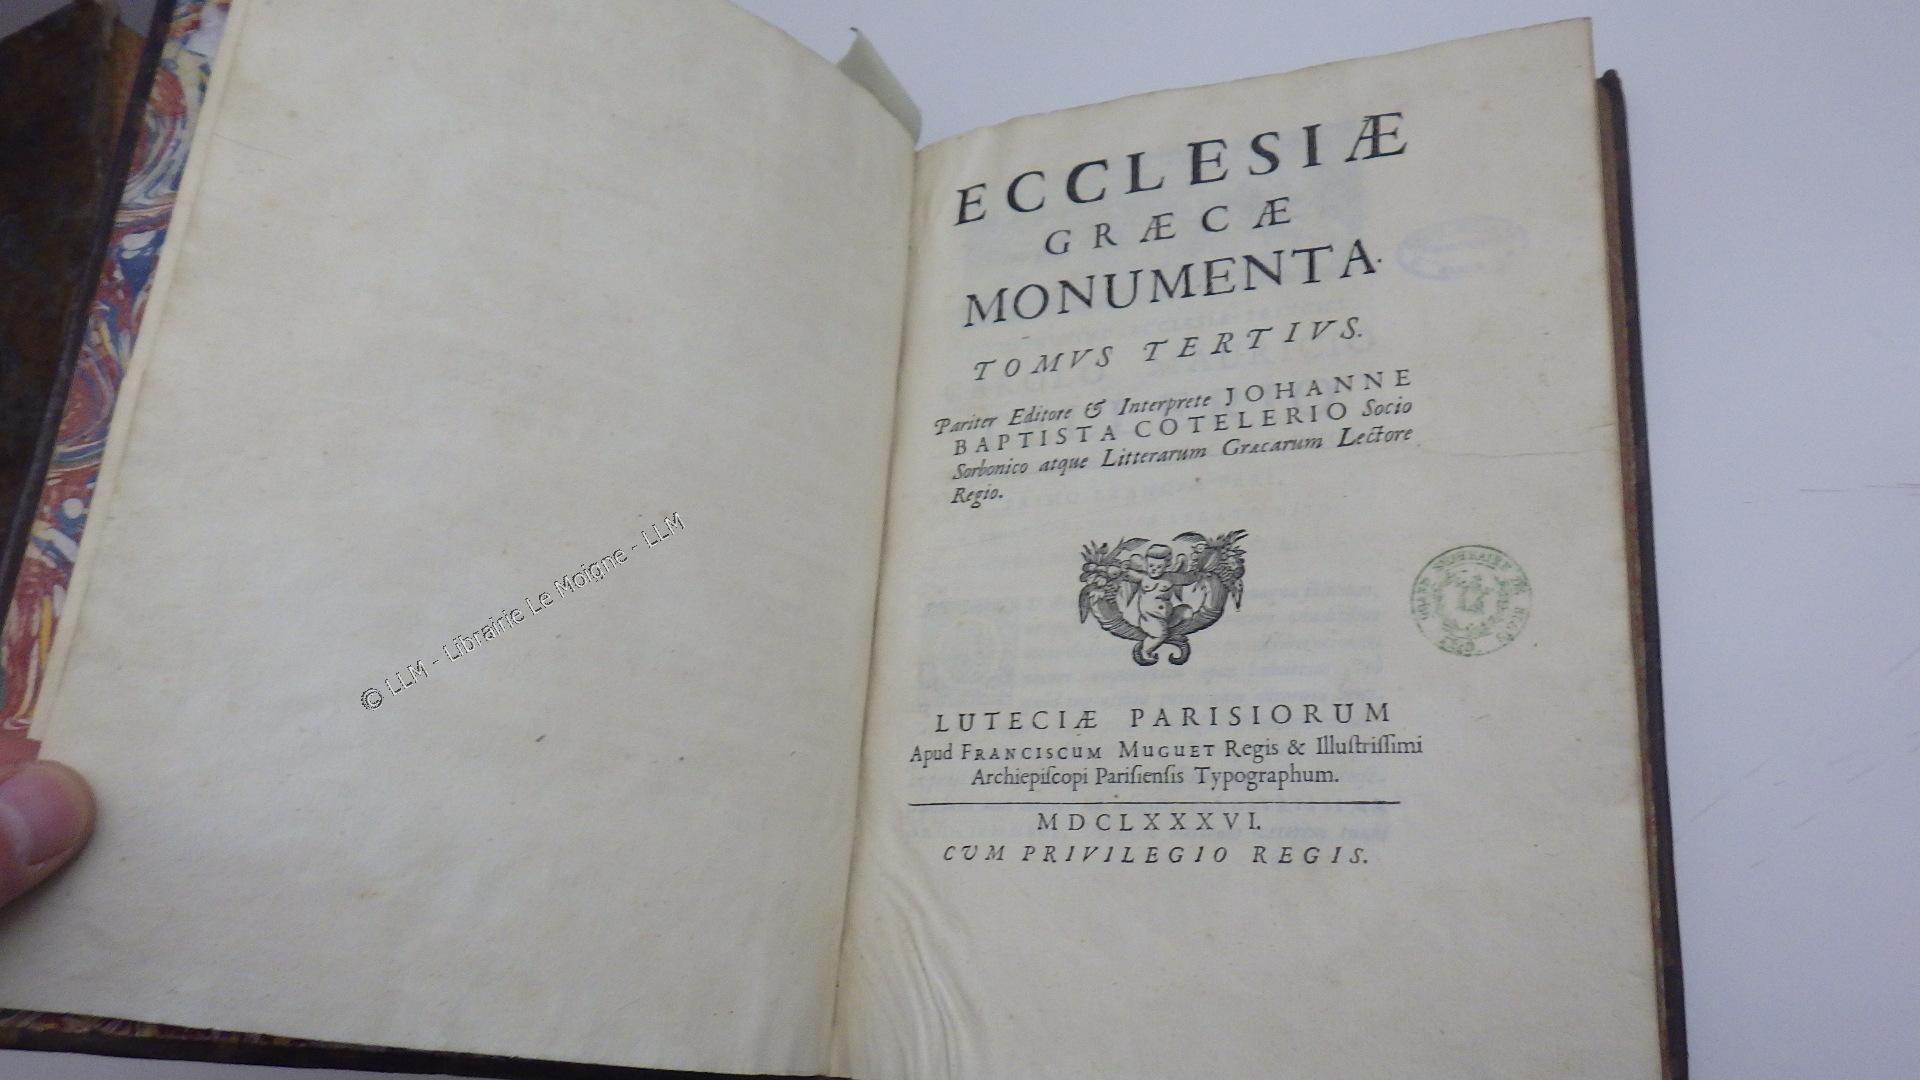 © LLM - Librairie Le Moigne - LLM
ECCLESIÆ
GRÆCÆ
MONUMENTA.
TOMVS TERTIVS.
Pariter Editore & Interprete JOHANNE
BAPTISTA COTELERIO Socio
Sorbonico atque Litterarum Græcarum Lectore
Regio.
LUTECIÆ PARISIORUM
Apud FRANCISCUM MUGUET Regis & Illuſtriſſimi
Archiepiſcopi Pariſienſis Typographum.
MDCLXXXVI.
CVM PRIVILEGIO REGIS.